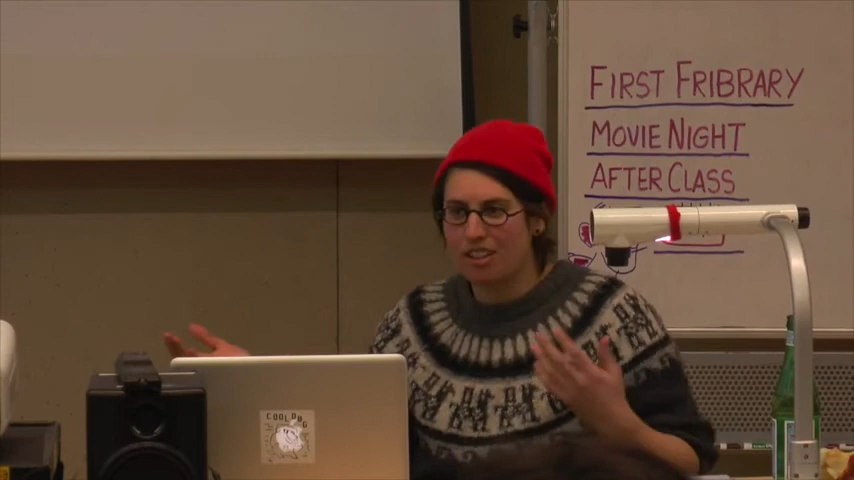 FIRST FRIBRARY
MOVIE NIGHT
AFTER CLASS
COOL DOG